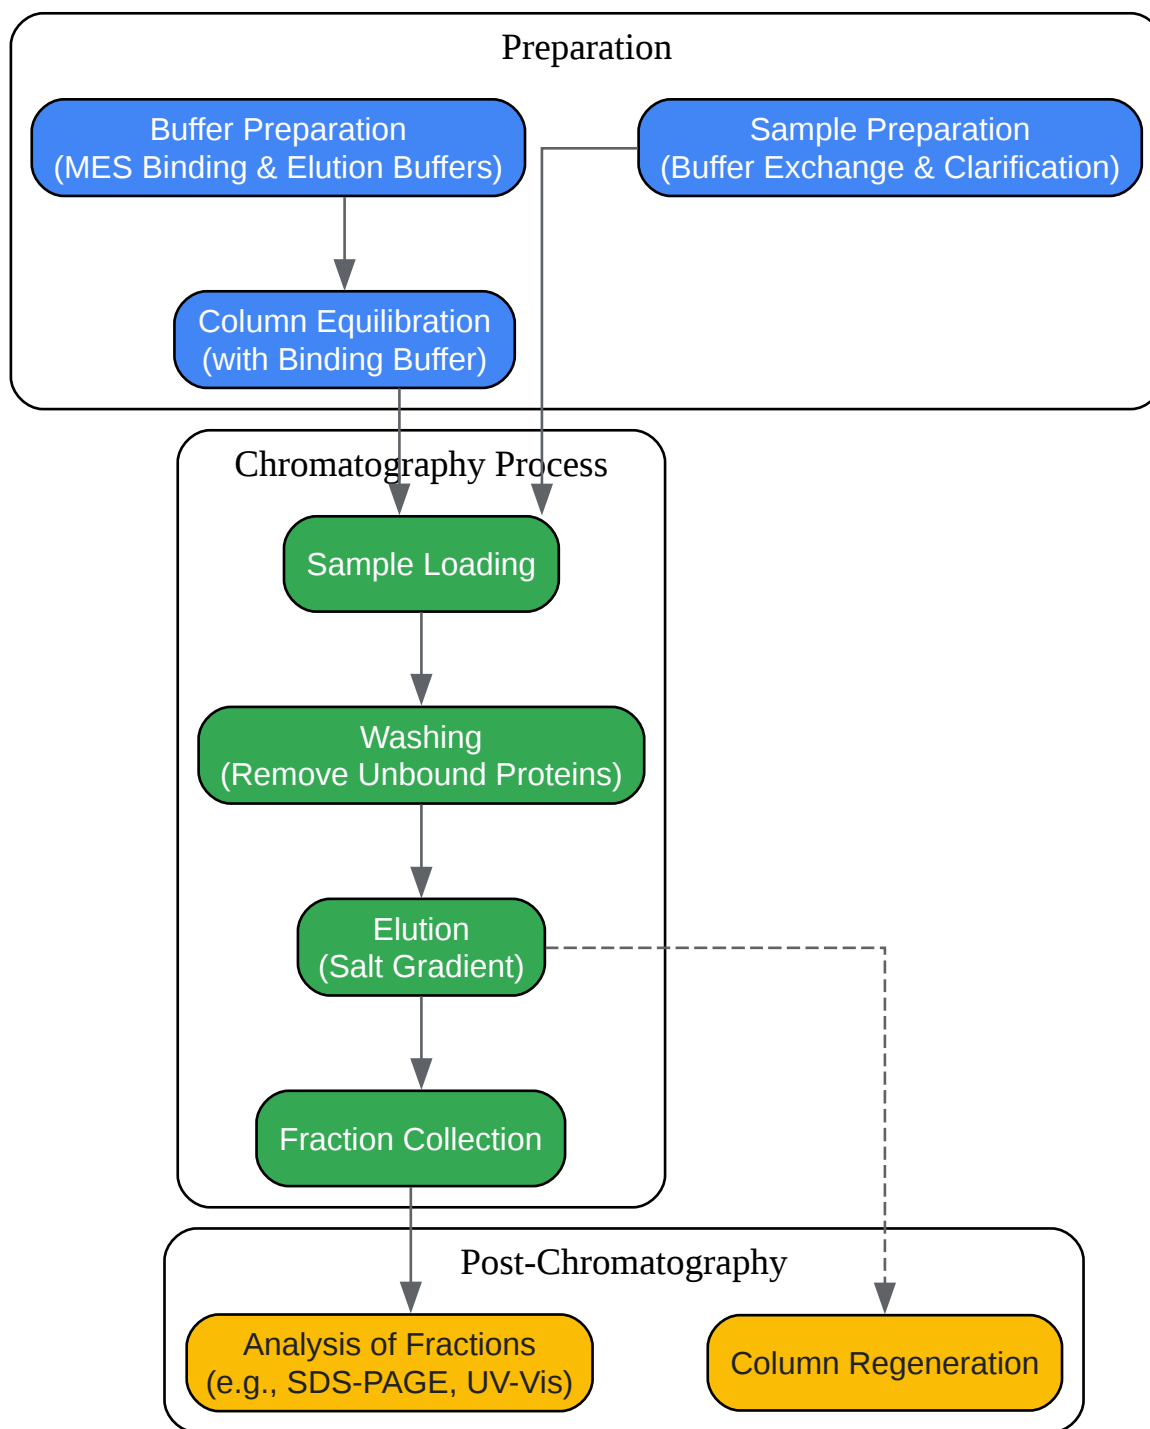 Preparation
Buffer Preparation
(MES Binding & Elution Buffers)
Sample Preparation
(Buffer Exchange & Clarification)
Column Equilibration
(with Binding Buffer)
Chromatography Process
Sample Loading
Washing
(Remove Unbound Proteins)
Elution
(Salt Gradient)
Fraction Collection
Post-Chromatography
Analysis of Fractions
(e.g., SDS-PAGE, UV-Vis)
Column Regeneration